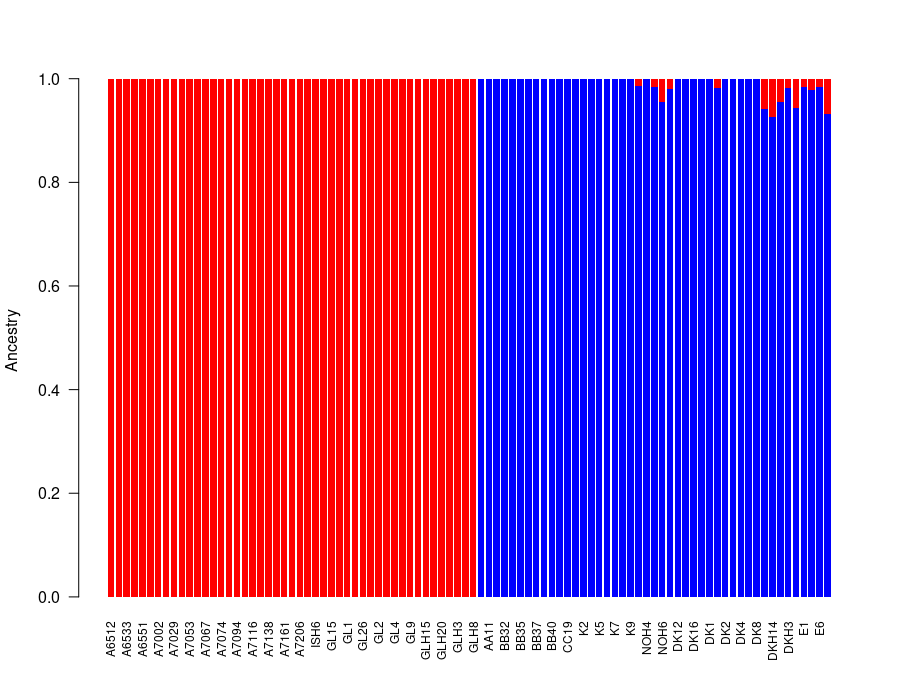 1.0
0.8
0.6
0.4
0.2
0.0
Ancestry
A6512
A6533
A6551
A7002
A7029
A7053
A7067
A7074
A7094
A7116
A7138
A7161
A7206
ISH6
GL15
GL1
GL26
GL2
GL4
GL9
GLH15
GLH20
GLH3
GLH8
AA11
BB32
BB35
BB37
BB40
CC19
K2
K5
K7
K9
NOH4
NOH6
DK12
DK16
DK1
DK2
DK4
DK8
DKH14
DKH3
E1
E6